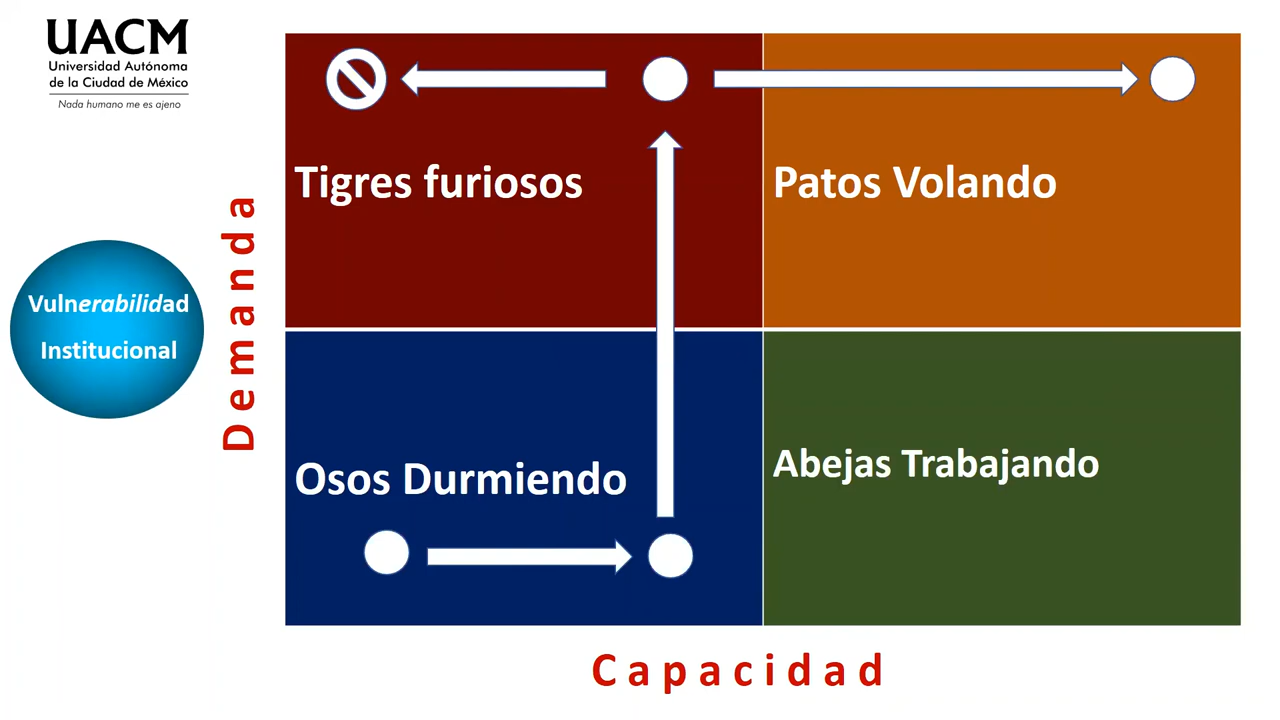 UACM
Universidad Autónoma
de la Ciudad de México
Nada humano me es ajeno
Tigres furiosos
Patos Volando
Demanda
Vulnerabilidad
Institucional
Osos Durmiendo
Abejas Trabajando
Capacidad